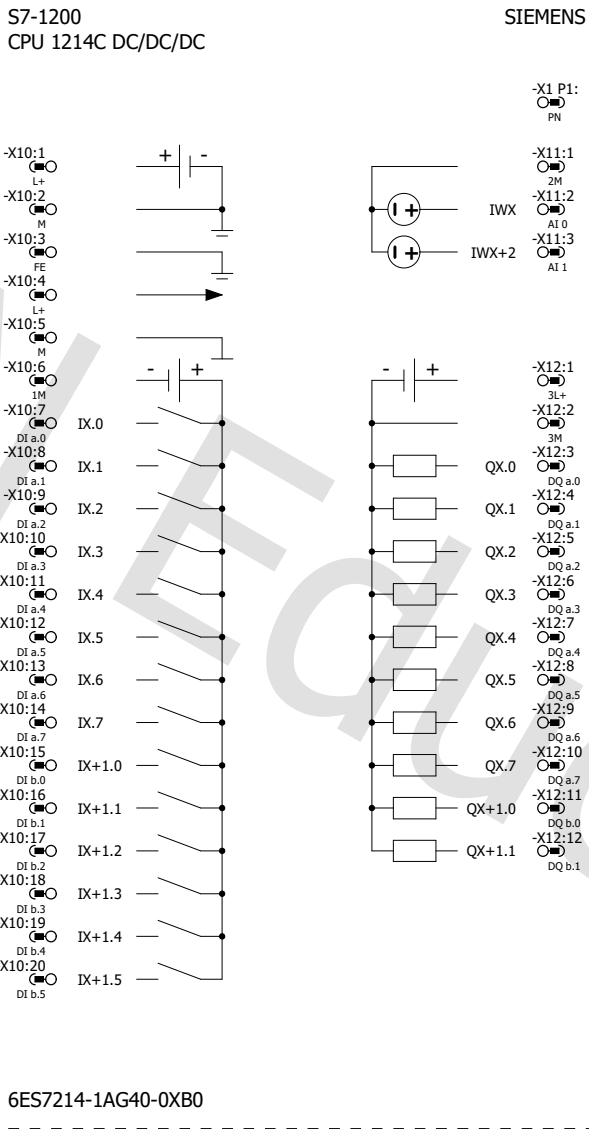 S7-1200 SIEMENS
CPU 1214C DC/DC/DC
-X1 P1:
PN
-X10:1 + - -X11:1
L+ 2M
-X10:2 IWX -X11:2
M AI 0
-X10:3 IWX+2 -X11:3
FE AI 1
-X10:4
L+
-X10:5
M
-X10:6 - + - + -X12:1
1M 3L+
-X10:7 IX.0 -X12:2
DI a.0 3M
-X10:8 IX.1 QX.0 -X12:3
DI a.1 DQ a.0
-X10:9 IX.2 QX.1 -X12:4
DI a.2 DQ a.1
X10:10 IX.3 QX.2 -X12:5
DI a.3 DQ a.2
X10:11 IX.4 QX.3 -X12:6
DI a.4 DQ a.3
X10:12 IX.5 QX.4 -X12:7
DI a.5 DQ a.4
X10:13 IX.6 QX.5 -X12:8
DI a.6 DQ a.5
X10:14 IX.7 QX.6 -X12:9
DI a.7 DQ a.6
X10:15 IX+1.0 QX.7 -X12:10
DI b.0 DQ a.7
X10:16 IX+1.1 QX+1.0 -X12:11
DI b.1 DQ b.0
X10:17 IX+1.2 QX+1.1 -X12:12
DI b.2 DQ b.1
X10:18 IX+1.3
DI b.3
X10:19 IX+1.4
DI b.4
X10:20 IX+1.5
DI b.5
6ES7214-1AG40-0XB0